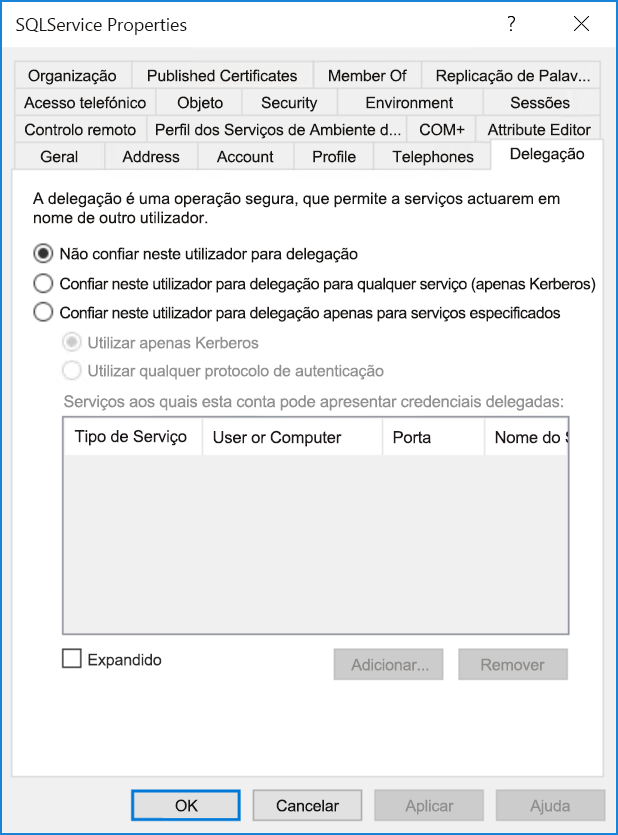 SQLService Properties
?
Organização Published Certificates Member Of Replicação de Palav...
Acesso telefónico Objeto Security Environment Sessões
Controlo remoto Perfil dos Serviços de Ambiente d... COM+ Attribute Editor
Geral Address Account Profile Telephones Delegação
A delegação é uma operação segura, que permite a serviços actuarem em
nome de outro utilizador.
Não confiar neste utilizador para delegação
Confiar neste utilizador para delegação para qualquer serviço (apenas Kerberos)
Confiar neste utilizador para delegação apenas para serviços especificados
Utilizar apenas Kerberos
Utilizar qualquer protocolo de autenticação
Serviços aos quais esta conta pode apresentar credenciais delegadas:
Tipo de Serviço User or Computer Porta Nome do
Expandido Adicionar... Remover
OK Cancelar Aplicar Ajuda